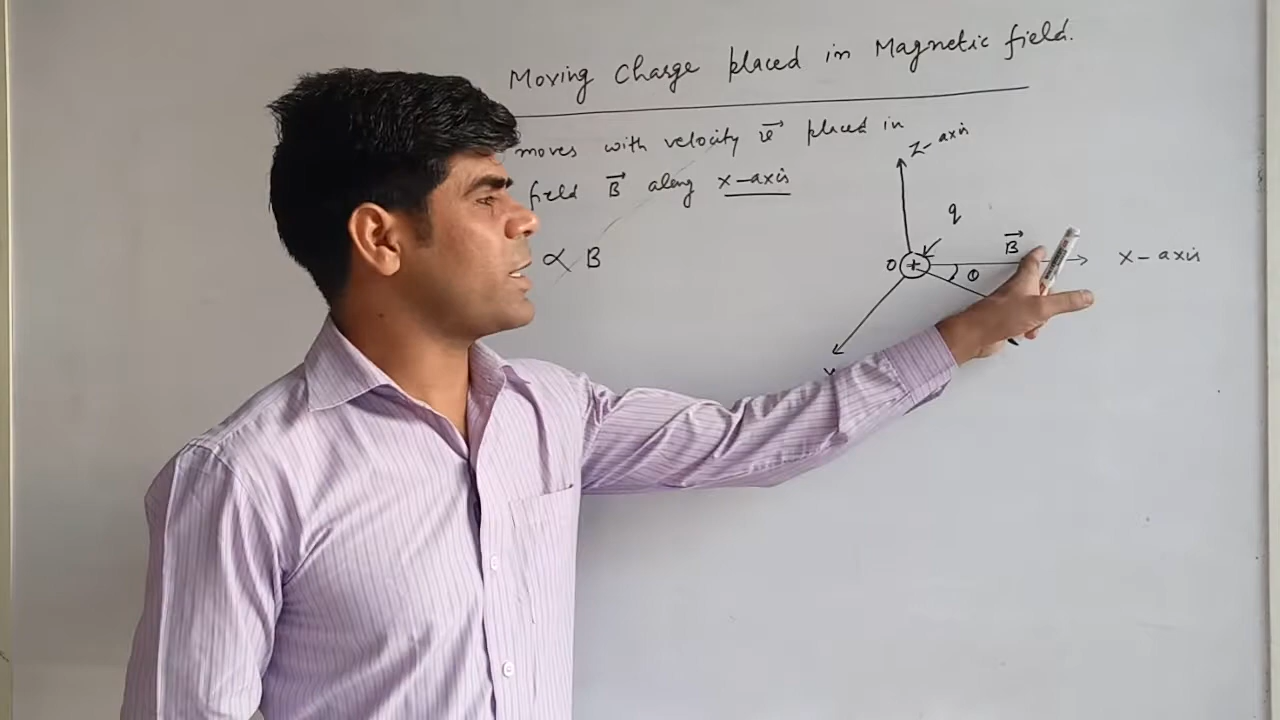 Moving Charge placed in Magnetic field.
moves with velocity v⃗ placed in
field B⃗ along x-axis
∝ B
Z-axis
q
B⃗
O + θ
X-axis